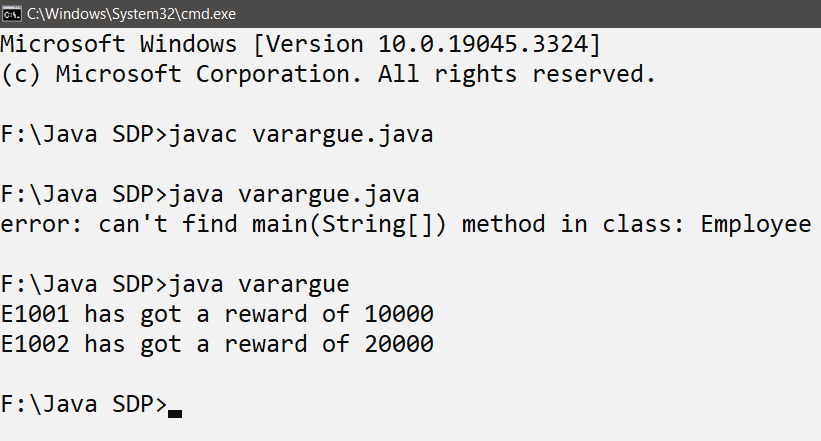 C:\Windows\System32\cmd.exe
Microsoft Windows [Version 10.0.19045.3324]
(c) Microsoft Corporation. All rights reserved.
F:\Java SDP>javac varargue.java
F:\Java SDP>java varargue.java
error: can't find main(String[]) method in class: Employee
F:\Java SDP>java varargue
E1001 has got a reward of 10000
E1002 has got a reward of 20000
F:\Java SDP>